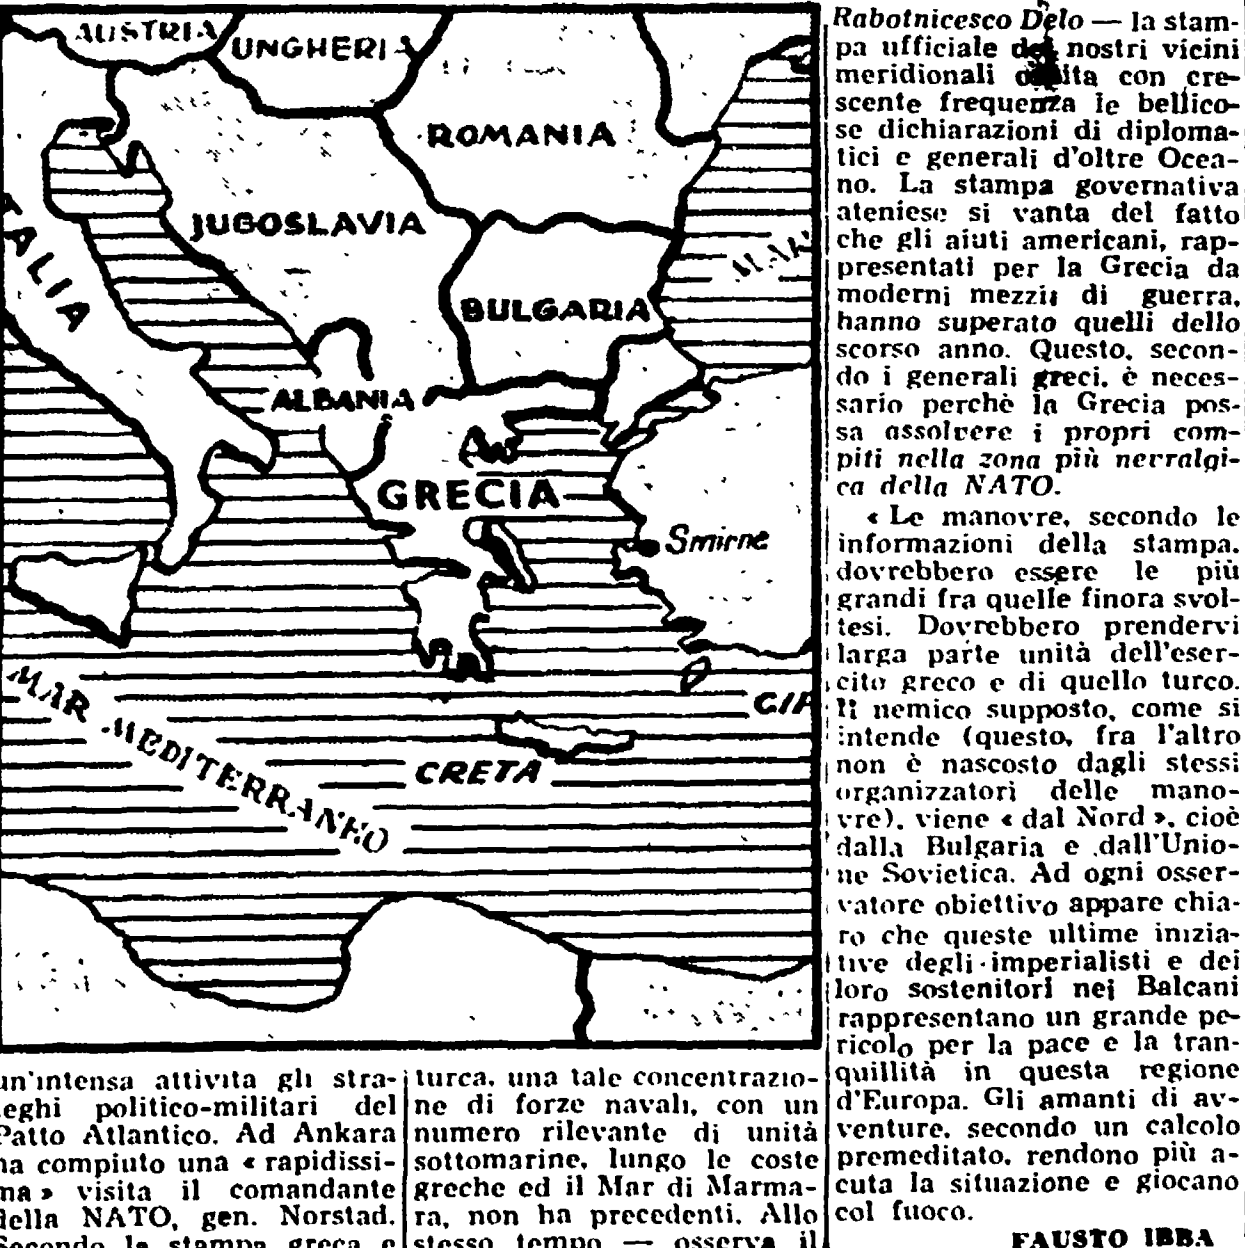 AUSTRIA
UNGHERIA
ROMANIA
JUGOSLAVIA
ITALIA
MAR
BULGARIA
ALBANIA
GRECIA
Smirne
MAR MEDITERRANEO
CIP
CRETA
un'intensa attività gli stra-
eghi politico-militari del
Patto Atlantico. Ad Ankara
ha compiuto una « rapidissi-
ma » visita il comandante
della NATO, gen. Norstad.
Secondo la stampa greca e
turca, una tale concentrazio-
ne di forze navali, con un
numero rilevante di unità
sottomarine, lungo le coste
greche ed il Mar di Marma-
ra, non ha precedenti. Allo
stesso tempo — osserva il
Rabotnicesco Delo — la stam-
pa ufficiale dei nostri vicini
meridionali ospita con cre-
scente frequenza le bellico-
se dichiarazioni di diploma-
tici e generali d'oltre Ocea-
no. La stampa governativa
ateniese si vanta del fatto
che gli aiuti americani, rap-
presentati per la Grecia da
moderni mezzi di guerra,
hanno superato quelli dello
scorso anno. Questo, secon-
do i generali greci, è neces-
sario perchè la Grecia pos-
sa assolvere i propri com-
piti nella zona più nevralgi-
ca della NATO.
« Le manovre, secondo le
informazioni della stampa,
dovrebbero essere le più
grandi fra quelle finora svol-
tesi. Dovrebbero prendervi
larga parte unità dell'eser-
cito greco e di quello turco.
Il nemico supposto, come si
intende (questo, fra l'altro
non è nascosto dagli stessi
organizzatori delle mano-
vre), viene « dal Nord », cioè
dalla Bulgaria e dall'Unio-
ne Sovietica. Ad ogni osser-
vatore obiettivo appare chia-
ro che queste ultime inizia-
tive degli imperialisti e dei
loro sostenitori nei Balcani
rappresentano un grande pe-
ricolo per la pace e la tran-
quillità in questa regione
d'Europa. Gli amanti di av-
venture, secondo un calcolo
premeditato, rendono più a-
cuta la situazione e giocano
col fuoco.
FAUSTO IBBA